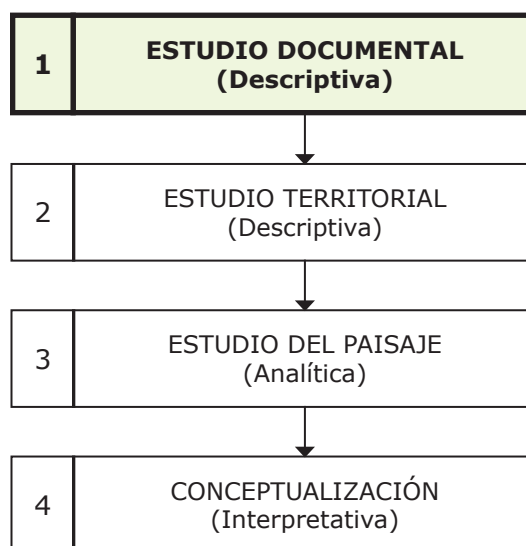 1
ESTUDIO DOCUMENTAL
(Descriptiva)
2
ESTUDIO TERRITORIAL
(Descriptiva)
3
ESTUDIO DEL PAISAJE
(Analítica)
4
CONCEPTUALIZACIÓN
(Interpretativa)